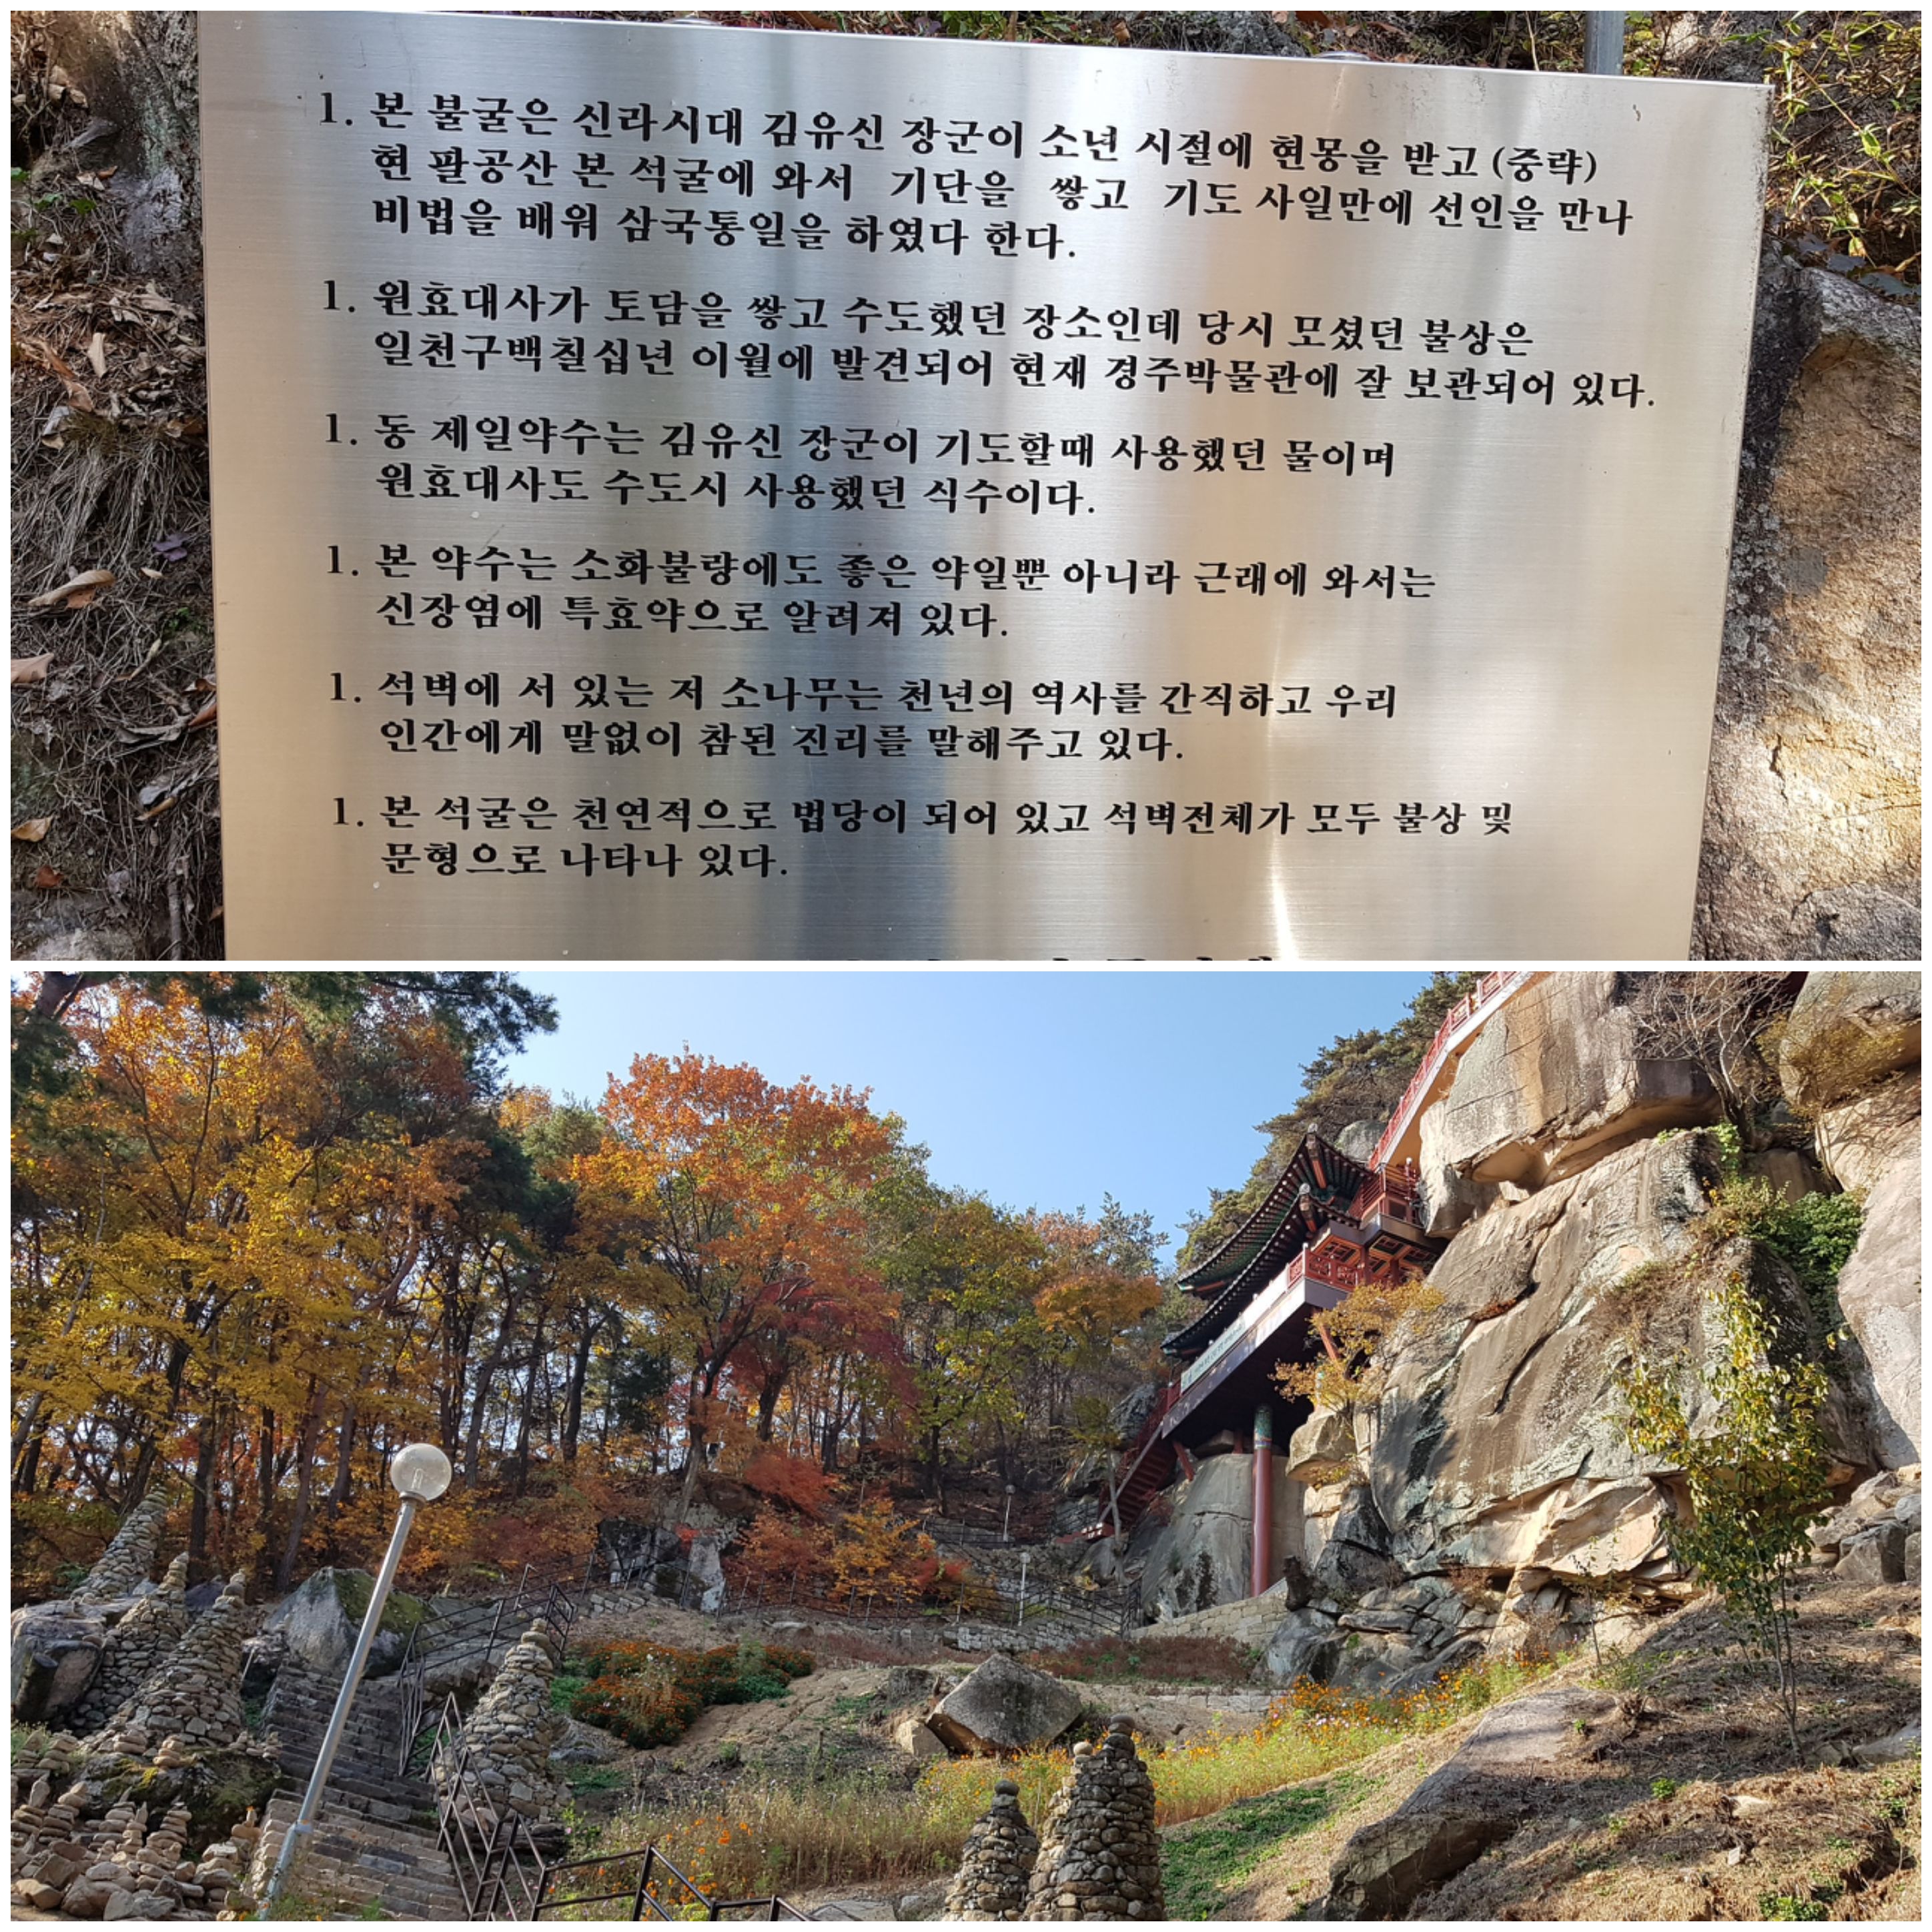 1. 본 불굴은 신라시대 김유신 장군이 소년 시절에 현몽을 받고 (중략)
현 팔공산 본 석굴에 와서 기단을 쌓고 기도 사일만에 선인을 만나
비법을 배워 삼국통일을 하였다 한다.
1. 원효대사가 토담을 쌓고 수도했던 장소인데 당시 모셨던 불상은
일천구백칠십년 이월에 발견되어 현재 경주박물관에 잘 보관되어 있다.
1. 동 제일약수는 김유신 장군이 기도할때 사용했던 물이며
원효대사도 수도시 사용했던 식수이다.
1. 본 약수는 소화불량에도 좋은 약일뿐 아니라 근래에 와서는
신장염에 특효약으로 알려져 있다.
1. 석벽에 서 있는 저 소나무는 천년의 역사를 간직하고 우리
인간에게 말없이 참된 진리를 말해주고 있다.
1. 본 석굴은 천연적으로 법당이 되어 있고 석벽전체가 모두 불상 및
문형으로 나타나 있다.